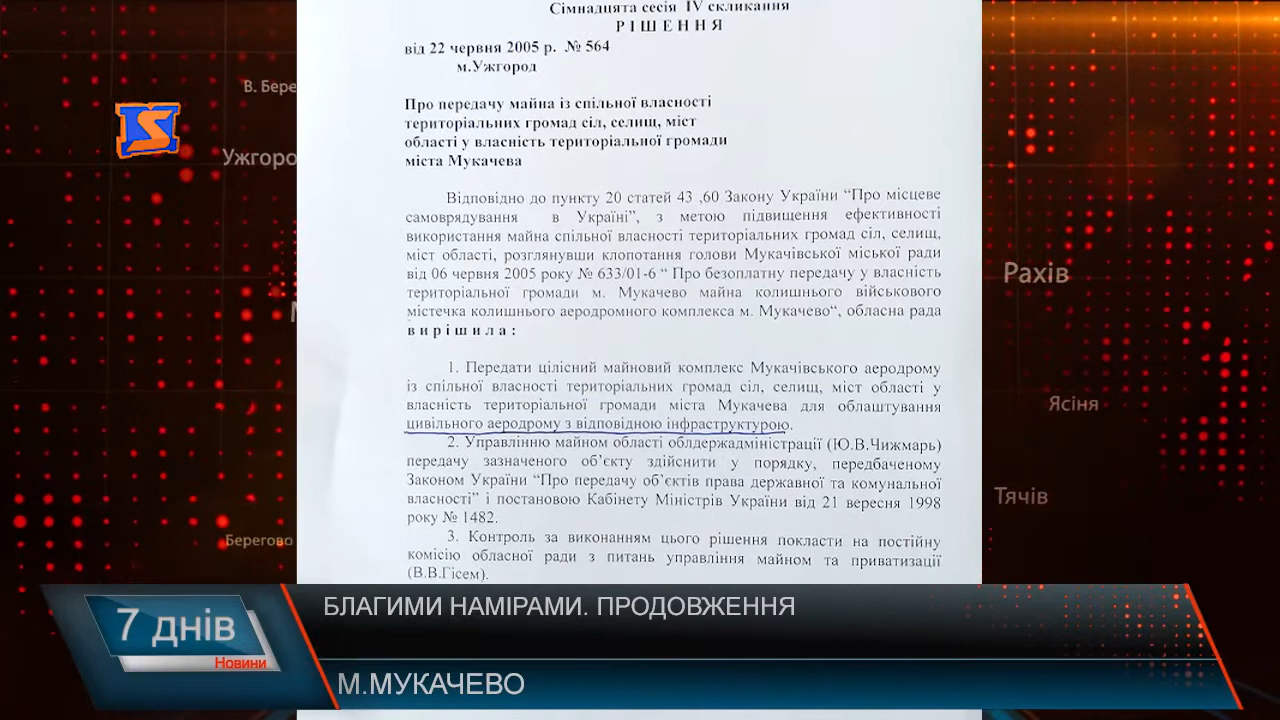 Сімнадцята сесія ІV скликання
Р І Ш Е Н Н Я
від 22 червня 2005 р. № 564
м.Ужгород
Про передачу майна із спільної власності
територіальних громад сіл, селищ, міст
області у власність територіальної громади
міста Мукачева
Відповідно до пункту 20 статей 43 ,60 Закону України “Про місцеве
самоврядування в Україні”, з метою підвищення ефективності
використання майна спільної власності територіальних громад сіл, селищ,
міст області, розглянувши клопотання голови Мукачівської міської ради
від 06 червня 2005 року № 633/01-6 “ Про безоплатну передачу у власність
територіальної громади м. Мукачево майна колишнього військового
містечка колишнього аеродромного комплекса м. Мукачево“, обласна рада
в и р і ш и л а :
1. Передати цілісний майновий комплекс Мукачівського аеродрому
із спільної власності територіальних громад сіл, селищ, міст області у
власність територіальної громади міста Мукачева для облаштування
цивільного аеродрому з відповідною інфраструктурою.
2. Управлінню майном області облдержадміністрації (Ю.В.Чижмарь)
передачу зазначеного об’єкту здійснити у порядку, передбаченому
Законом України “Про передачу об’єктів права державної та комунальної
власності” і постановою Кабінету Міністрів України від 21 вересня 1998
року № 1482.
3. Контроль за виконанням цього рішення покласти на постійну
комісію обласної ради з питань управління майном та приватизації
(В.В.Гісем).
В. Бере
Ужгоро
Берегово
Рахів
Ясіня
Тячів
7 днів
Новини
БЛАГИМИ НАМІРАМИ. ПРОДОВЖЕННЯ
М.МУКАЧЕВО